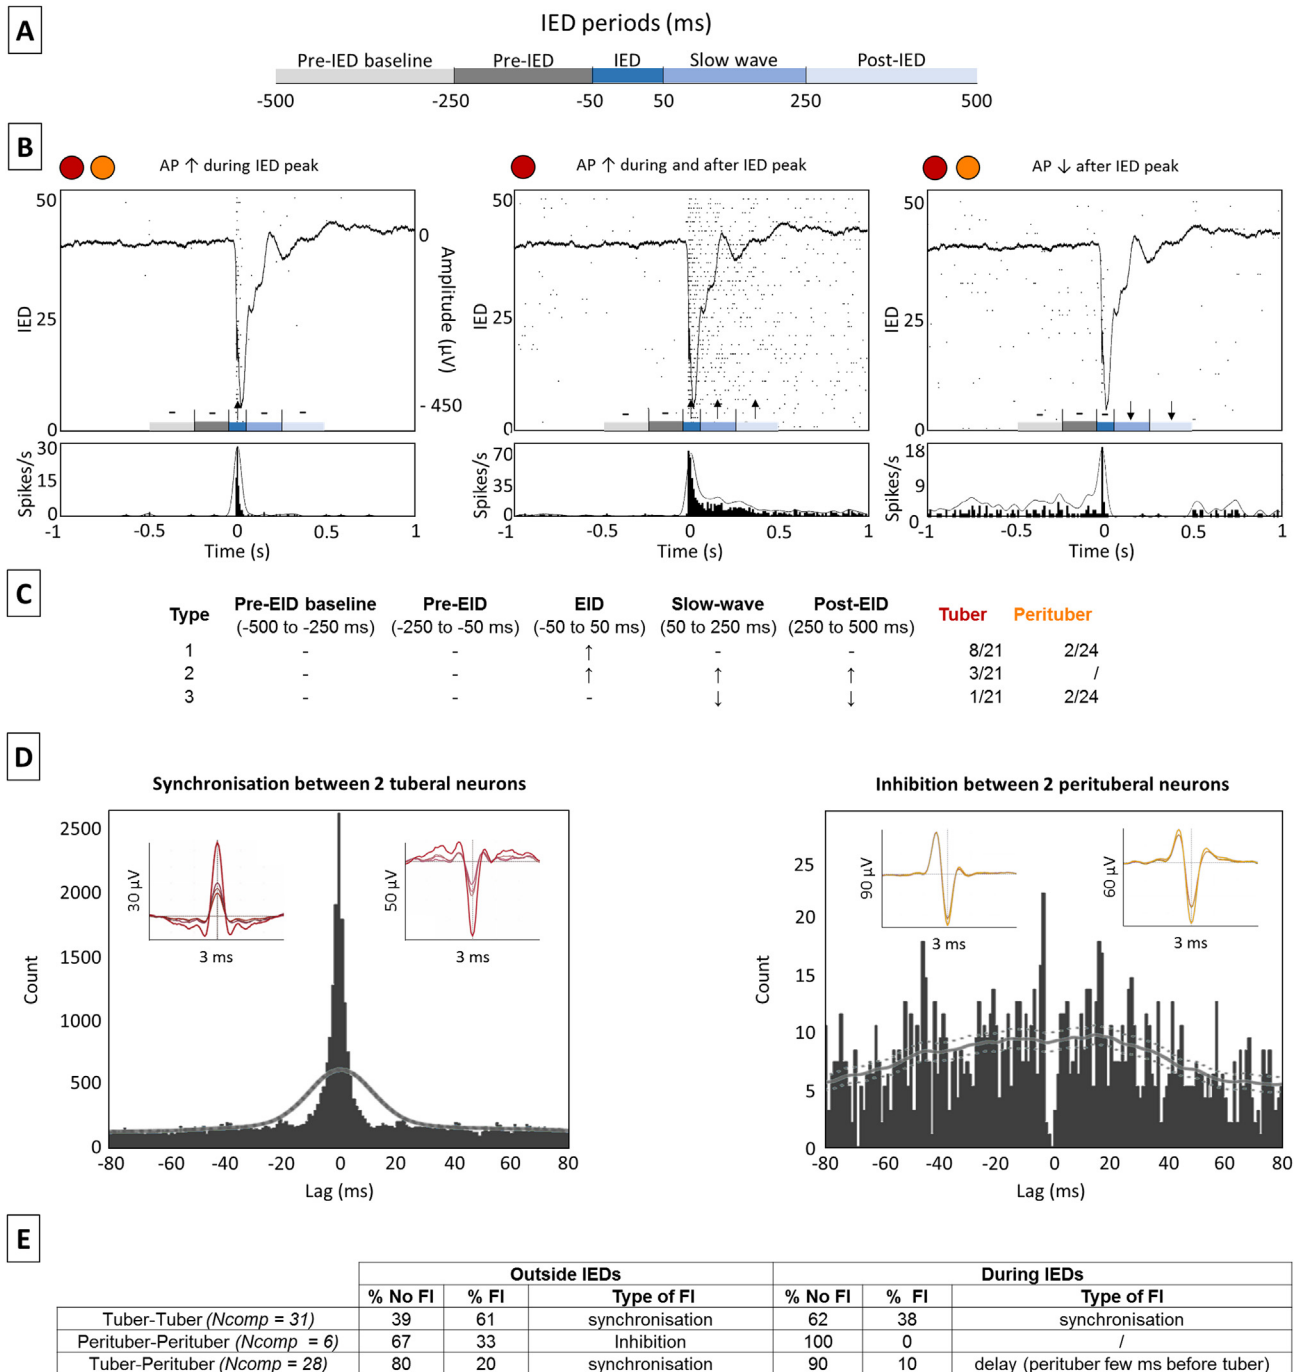 A
IED periods (ms)
Pre-IED baseline Pre-IED IED Slow wave Post-IED
-500 -250 -50 50 250 500
B
AP ↑ during IED peak
AP ↑ during and after IED peak
AP ↓ after IED peak
50
25
0
IED
0
- 450
Amplitude (µV)
- - - -
30
15
0
Spikes/s
-1 -0.5 0 0.5 1
Time (s)
50
25
0
IED
- -
70
35
0
Spikes/s
-0.5 0 0.5 1
Time (s)
50
25
0
IED
- - -
18
9
0
Spikes/s
-1 -0.5 0 0.5 1
Time (s)
C
Type Pre-EID baseline Pre-EID EID Slow-wave Post-EID Tuber Perituber
(-500 to -250 ms) (-250 to -50 ms) (-50 to 50 ms) (50 to 250 ms) (250 to 500 ms)
1 - - ↑ - - 8/21 2/24
2 - - ↑ ↑ ↑ 3/21 /
3 - - - ↓ ↓ 1/21 2/24
D
Synchronisation between 2 tuberal neurons
2500
2000
1500
1000
500
0
Count
30 µV
3 ms
50 µV
3 ms
-80 -60 -40 -20 0 20 40 60 80
Lag (ms)
Inhibition between 2 perituberal neurons
25
20
15
10
5
0
Count
90 µV
3 ms
60 µV
3 ms
-80 -60 -40 -20 0 20 40 60 80
Lag (ms)
E
Outside IEDs During IEDs
% No FI % FI Type of FI % No FI % FI Type of FI
Tuber-Tuber (Ncomp = 31) 39 61 synchronisation 62 38 synchronisation
Perituber-Perituber (Ncomp = 6) 67 33 Inhibition 100 0 /
Tuber-Perituber (Ncomp = 28) 80 20 synchronisation 90 10 delay (perituber few ms before tuber)